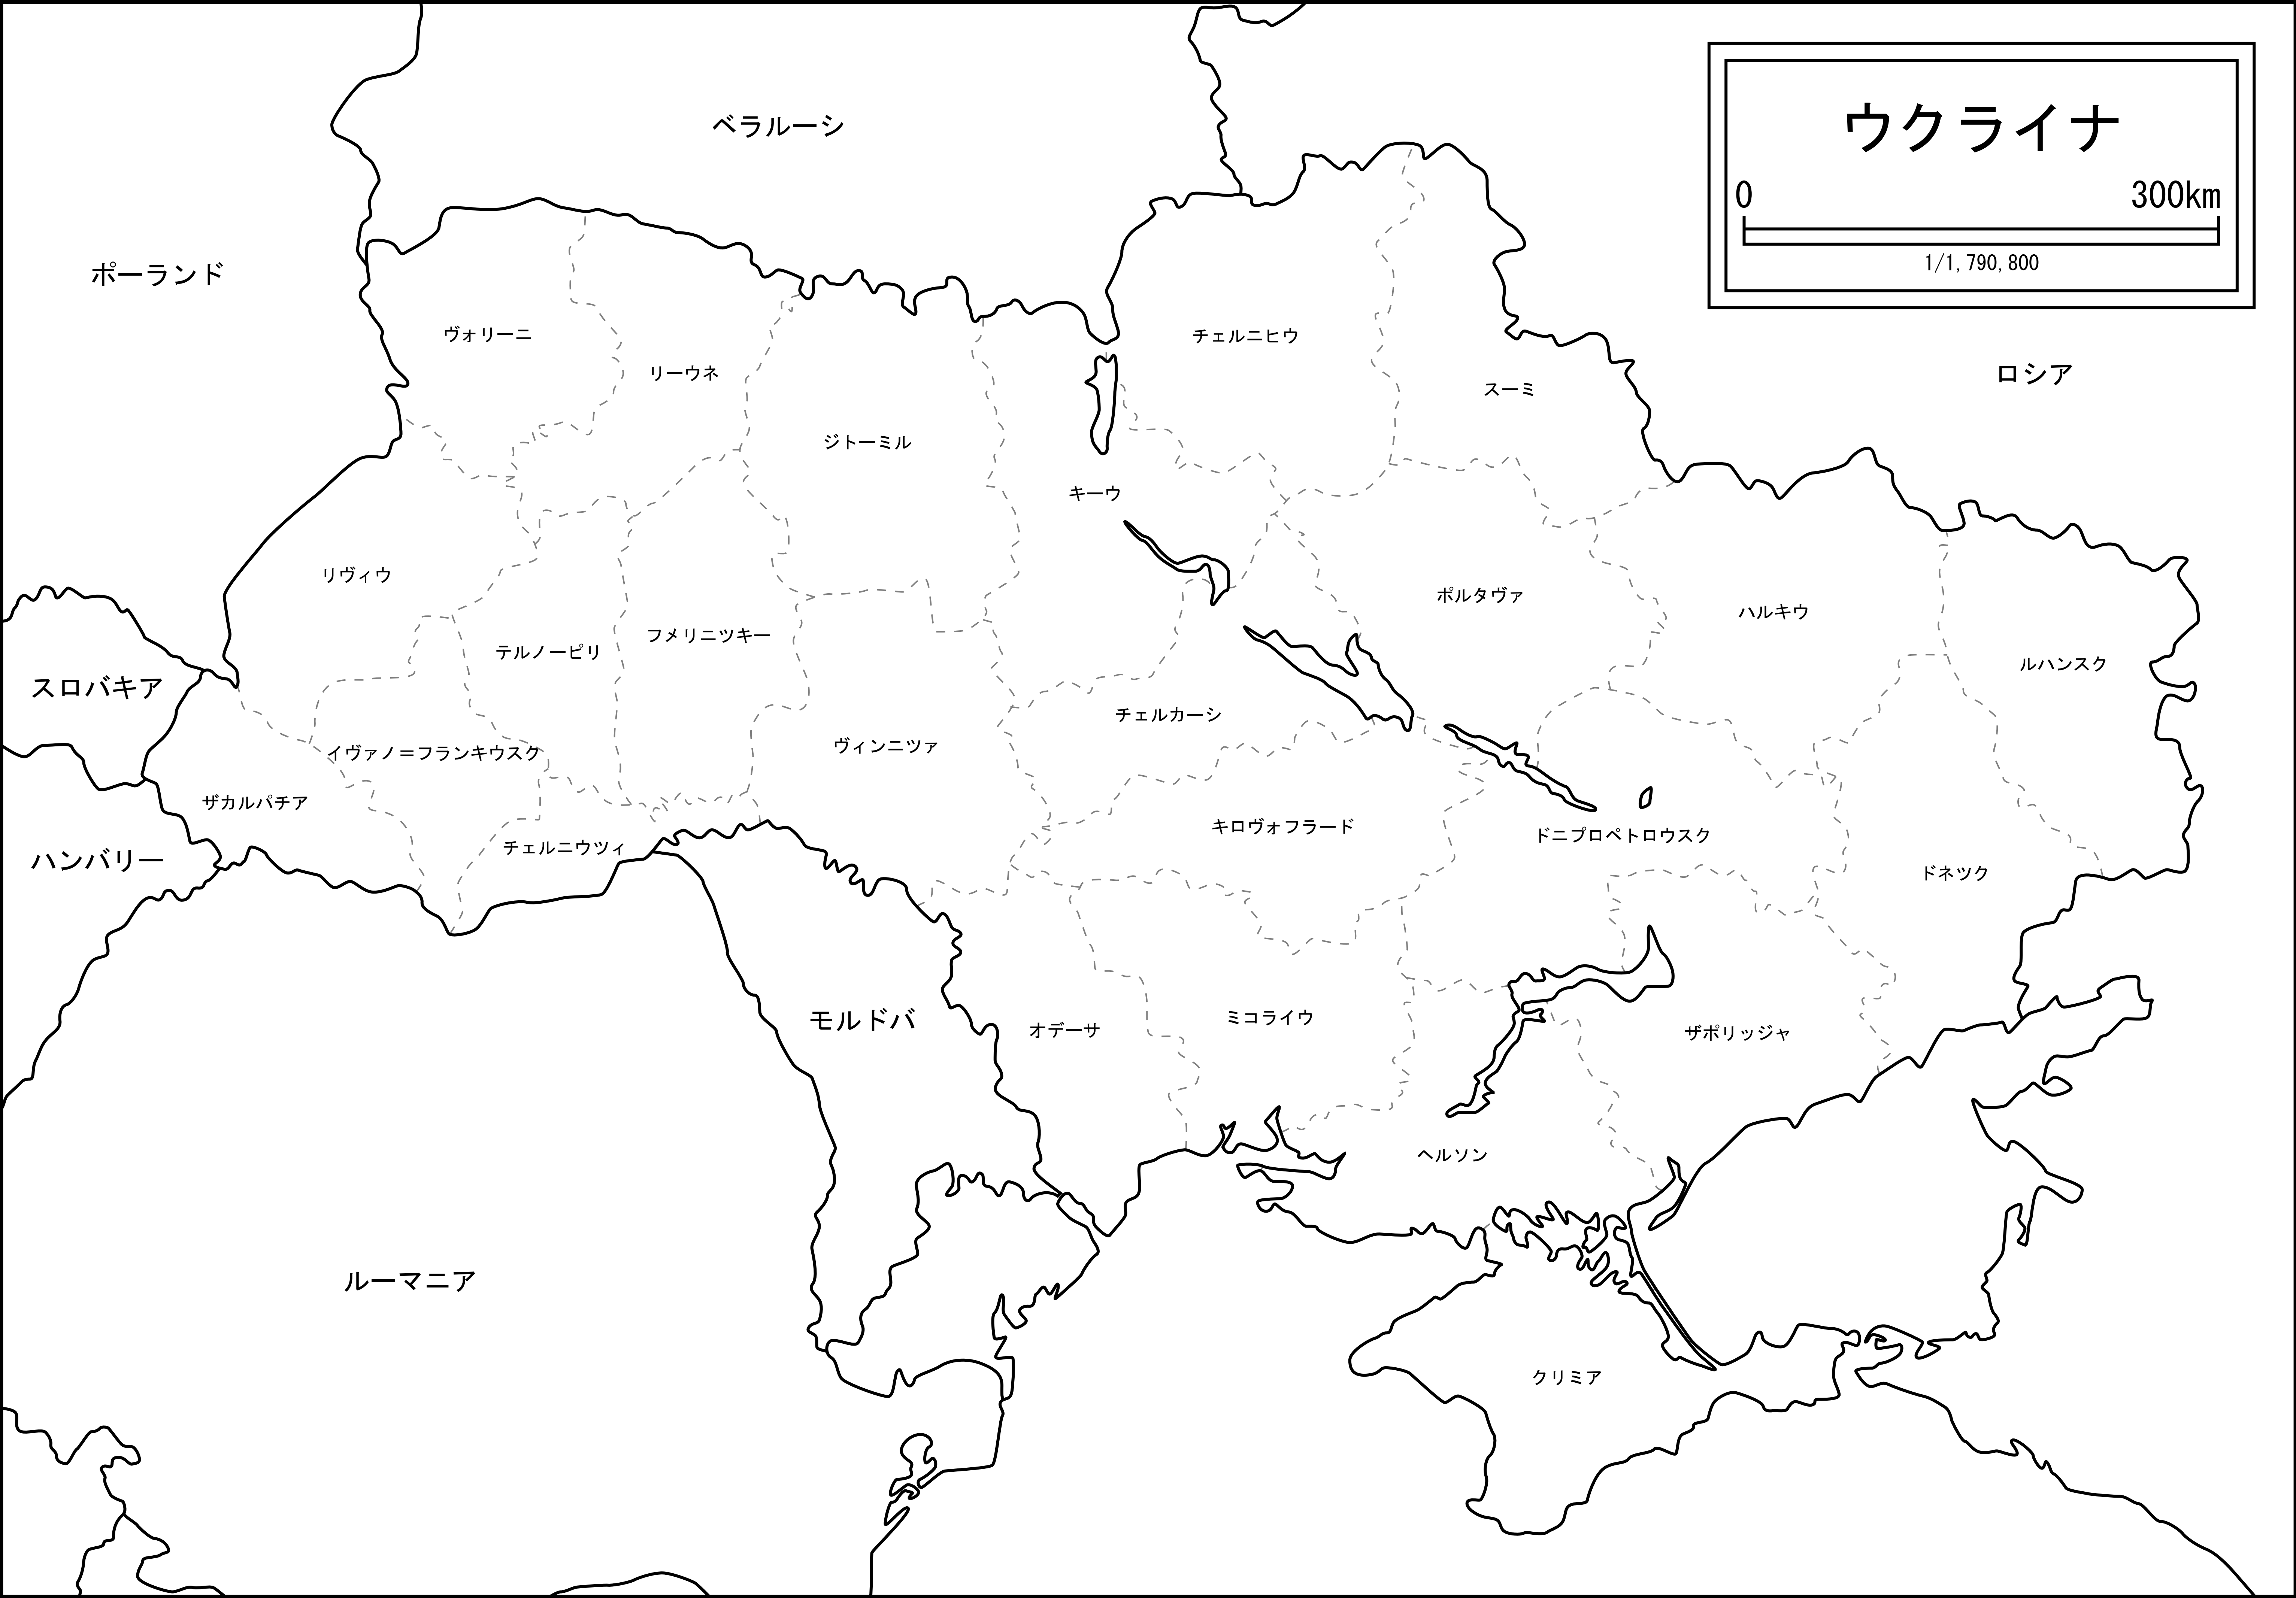 ウクライナ
0 300km
1/1,790,800
ベラルーシ
ポーランド
ロシア
ヴォリーニ
リーウネ
チェルニヒウ
スーミ
ジトーミル
キーウ
リヴィウ
ポルタヴァ
ハルキウ
テルノーピリ
フメリニツキー
ルハンスク
スロバキア
チェルカーシ
イヴァノ＝フランキウスク
ヴィンニツァ
ザカルパチア
キロヴォフラード
ドニプロペトロウスク
チェルニウツィ
ハンバリー
ドネツク
モルドバ
オデーサ
ミコライウ
ザポリッジャ
ヘルソン
ルーマニア
クリミア